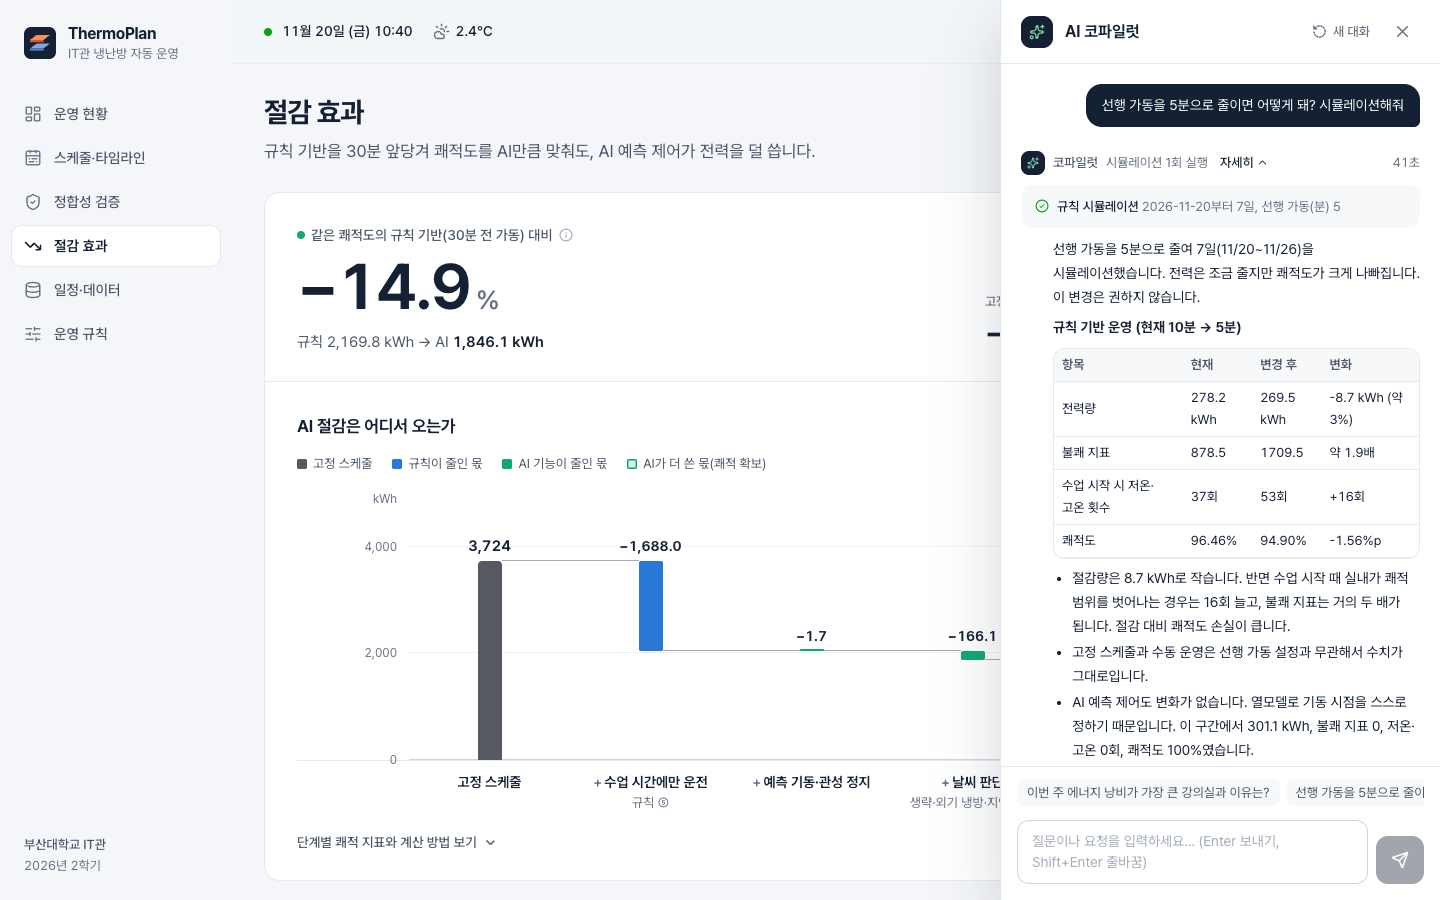 ThermoPlan
IT관 냉난방 자동 운영
운영 현황
스케줄·타임라인
정합성 검증
절감 효과
일정·데이터
운영 규칙
부산대학교 IT관
2026년 2학기
11월 20일 (금) 10:40
2.4°C
절감 효과
규칙 기반을 30분 앞당겨 쾌적도를 AI만큼 맞춰도, AI 예측 제어가 전력을 덜 씁니다.
같은 쾌적도의 규칙 기반(30분 전 가동) 대비
−14.9 %
규칙 2,169.8 kWh → AI 1,846.1 kWh
AI 절감은 어디서 오는가
고정 스케줄
규칙이 줄인 몫
AI 기능이 줄인 몫
AI가 더 쓴 몫(쾌적 확보)
kWh
4,000
2,000
0
3,724
−1,688.0
−1.7
−166.1
고정 스케줄
+ 수업 시간에만 운전
규칙 ⑤
+ 예측 기동·관성 정지
+ 날씨 판단
생략·외기 냉방·지
단계별 쾌적 지표와 계산 방법 보기
AI 코파일럿
새 대화
선행 가동을 5분으로 줄이면 어떻게 돼? 시뮬레이션해줘
코파일럿 시뮬레이션 1회 실행 자세히
41초
규칙 시뮬레이션 2026-11-20부터 7일, 선행 가동(분) 5
선행 가동을 5분으로 줄여 7일(11/20~11/26)을
시뮬레이션했습니다. 전력은 조금 줄지만 쾌적도가 크게 나빠집니다.
이 변경은 권하지 않습니다.
규칙 기반 운영 (현재 10분 → 5분)
항목 현재 변경 후 변화
전력량 278.2 kWh 269.5 kWh -8.7 kWh (약 3%)
불쾌 지표 878.5 1709.5 약 1.9배
수업 시작 시 저온·고온 횟수 37회 53회 +16회
쾌적도 96.46% 94.90% -1.56%p
• 절감량은 8.7 kWh로 작습니다. 반면 수업 시작 때 실내가 쾌적
범위를 벗어나는 경우는 16회 늘고, 불쾌 지표는 거의 두 배가
됩니다. 절감 대비 쾌적도 손실이 큽니다.
• 고정 스케줄과 수동 운영은 선행 가동 설정과 무관해서 수치가
그대로입니다.
• AI 예측 제어도 변화가 없습니다. 열모델로 기동 시점을 스스로
정하기 때문입니다. 이 구간에서 301.1 kWh, 불쾌 지표 0, 저온·
고온 0회, 쾌적도 100%였습니다.
이번 주 에너지 낭비가 가장 큰 강의실과 이유는?
선행 가동을 5분으로 줄이
질문이나 요청을 입력하세요... (Enter 보내기,
Shift+Enter 줄바꿈)